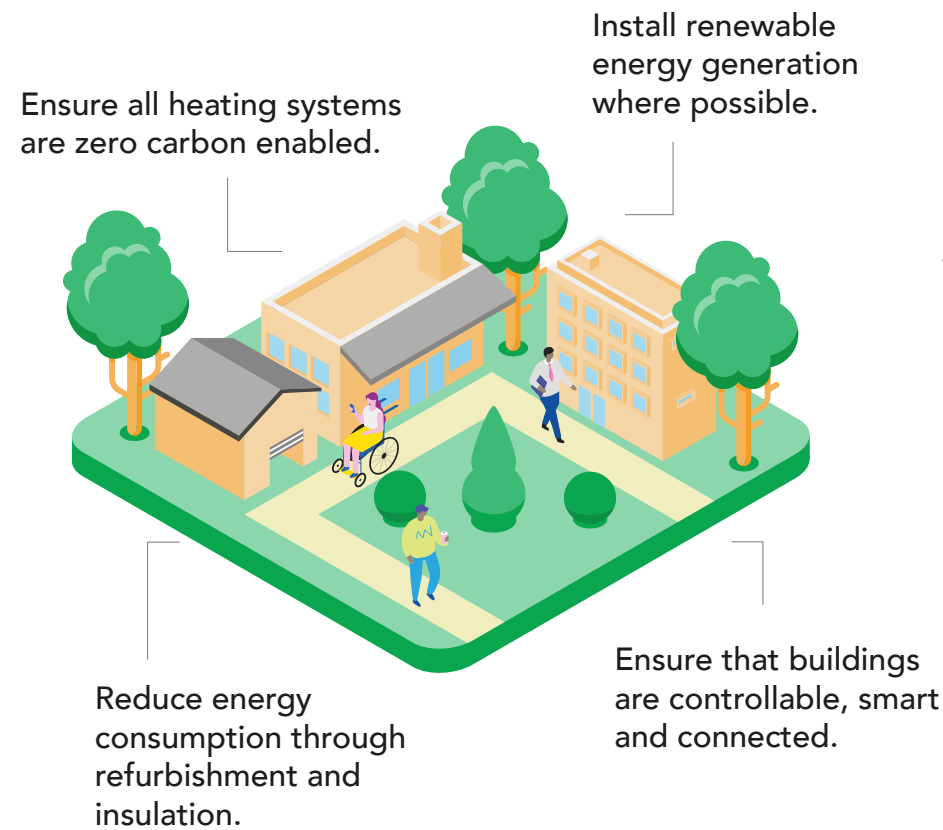 Install renewable
energy generation
where possible.
Ensure all heating systems
are zero carbon enabled.
Reduce energy
consumption through
refurbishment and
insulation.
Ensure that buildings
are controllable, smart
and connected.